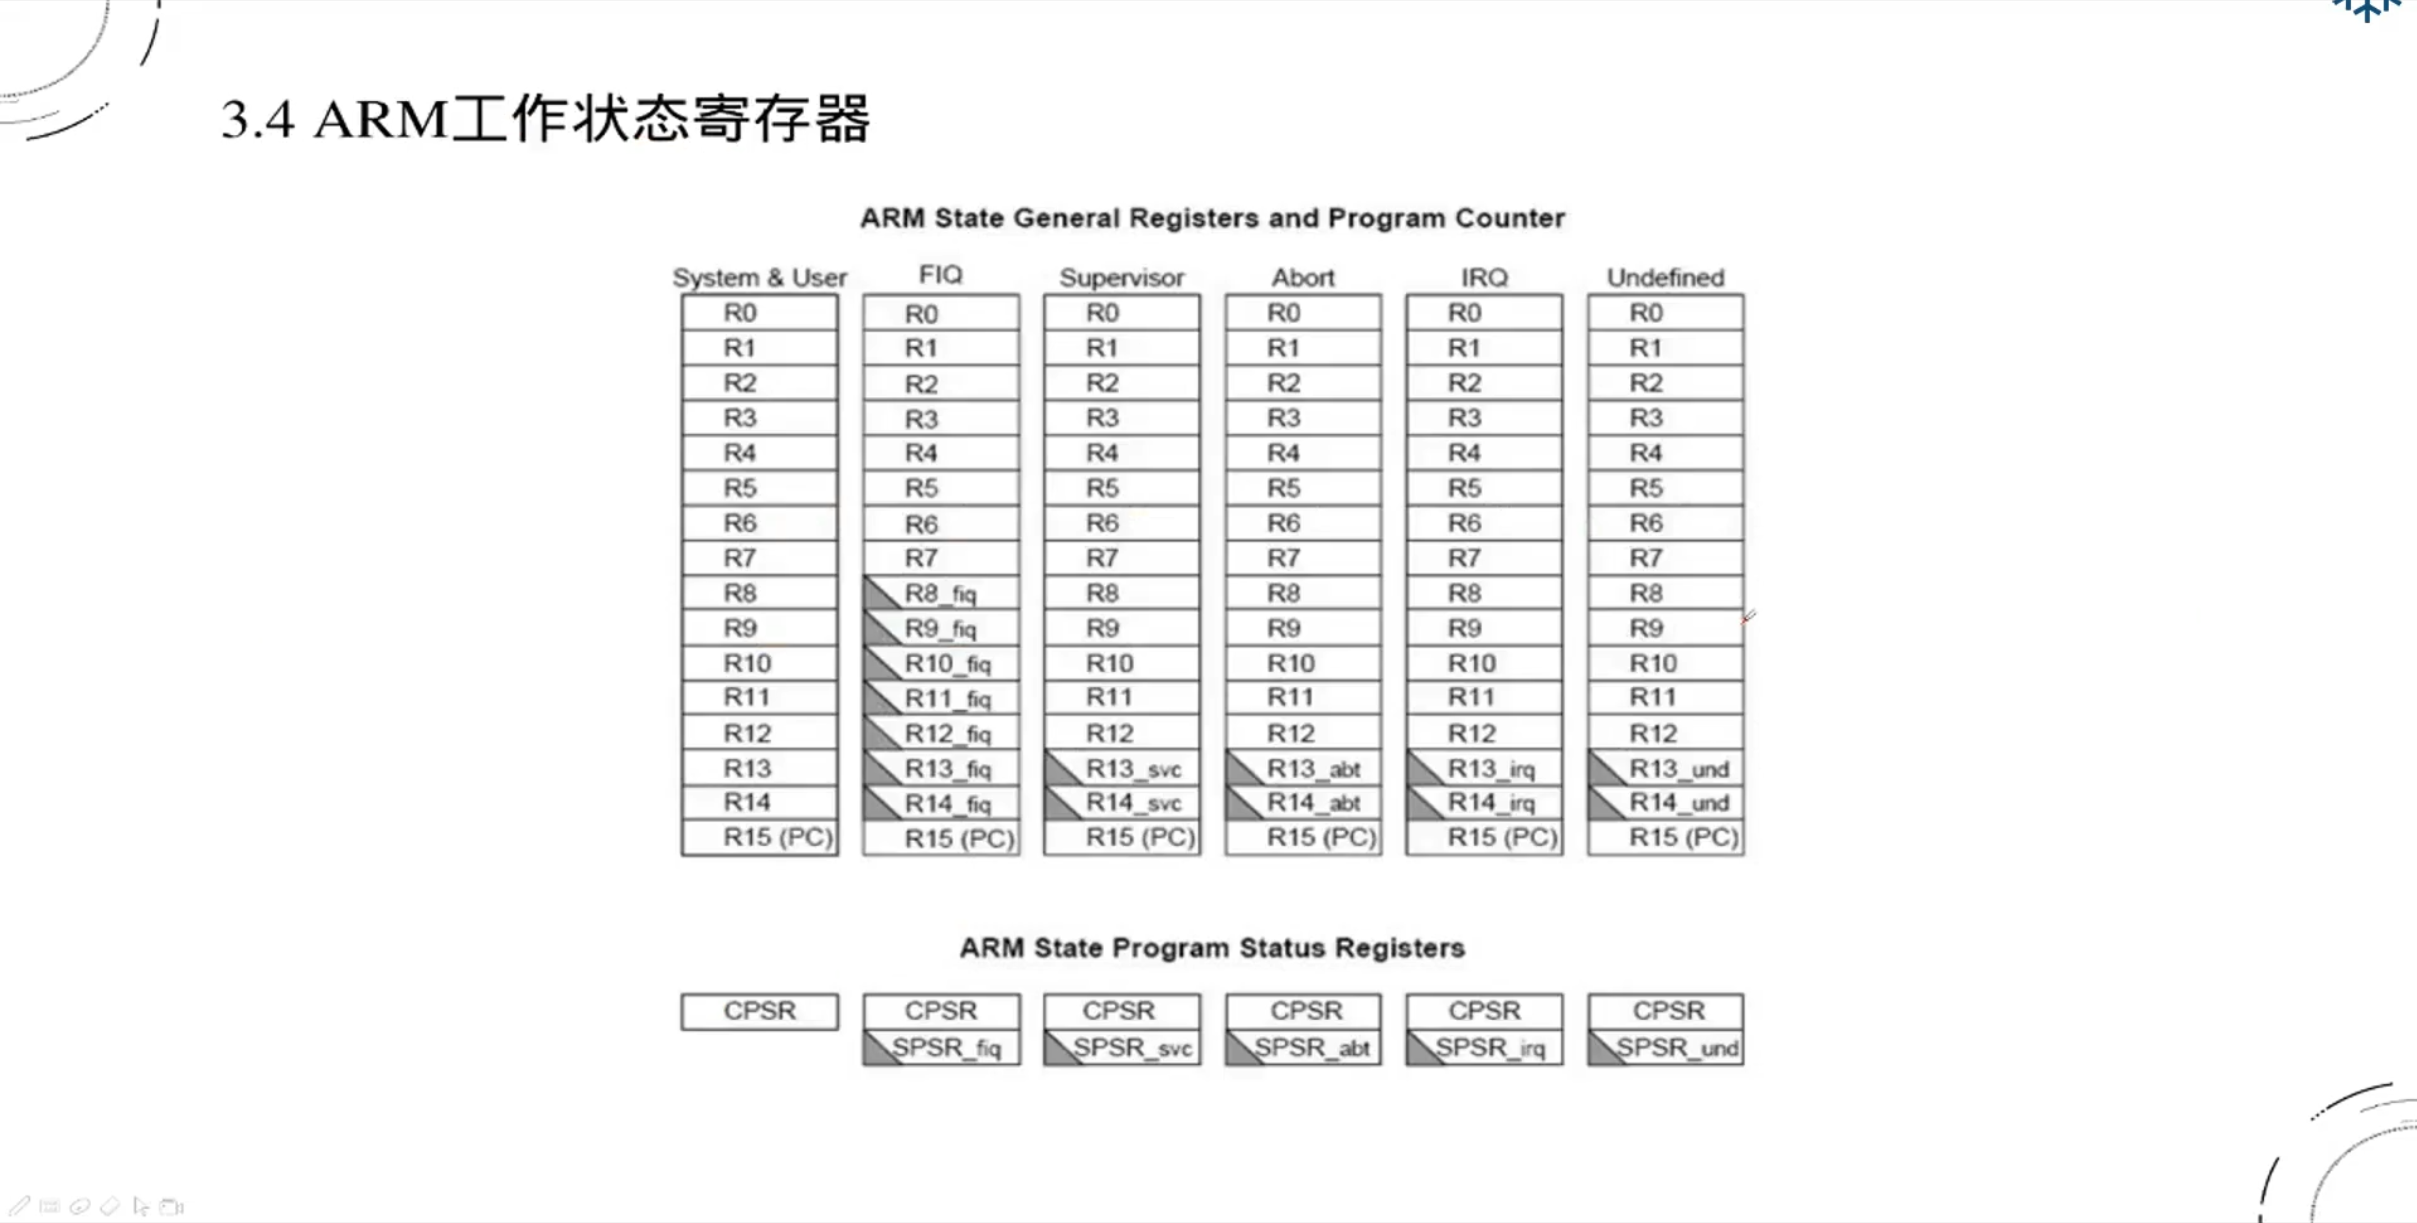 3.4 ARM工作状态寄存器
ARM State General Registers and Program Counter
System & User FIQ Supervisor Abort IRQ Undefined
R0 R0 R0 R0 R0 R0
R1 R1 R1 R1 R1 R1
R2 R2 R2 R2 R2 R2
R3 R3 R3 R3 R3 R3
R4 R4 R4 R4 R4 R4
R5 R5 R5 R5 R5 R5
R6 R6 R6 R6 R6 R6
R7 R7 R7 R7 R7 R7
R8 R8_fiq R8 R8 R8 R8
R9 R9_fiq R9 R9 R9 R9
R10 R10_fiq R10 R10 R10 R10
R11 R11_fiq R11 R11 R11 R11
R12 R12_fiq R12 R12 R12 R12
R13 R13_fiq R13_svc R13_abt R13_irq R13_und
R14 R14_fiq R14_svc R14_abt R14_irq R14_und
R15 (PC) R15 (PC) R15 (PC) R15 (PC) R15 (PC) R15 (PC)
ARM State Program Status Registers
CPSR CPSR CPSR CPSR CPSR CPSR
SPSR_fiq SPSR_svc SPSR_abt SPSR_irq SPSR_und